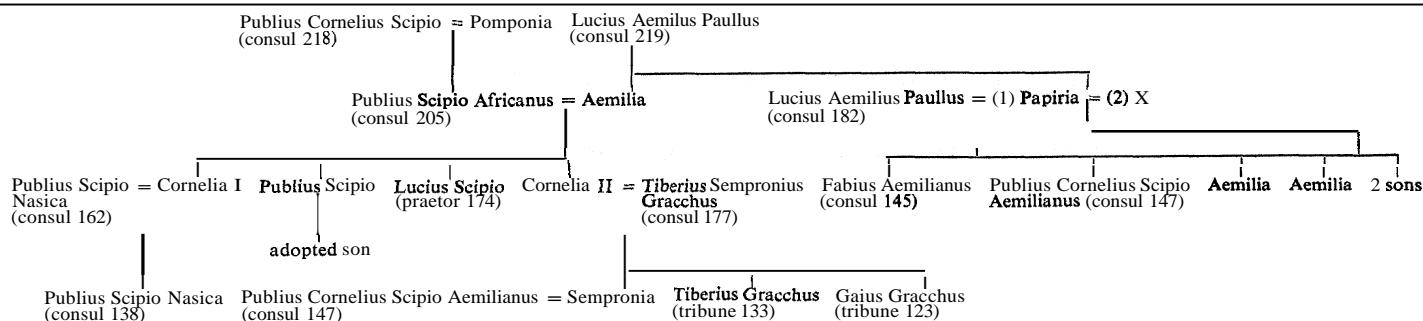 Publius Cornelius Scipio = Pomponia
(consul 218)
Lucius Aemilus Paullus
(consul 219)
Publius Scipio Africanus = Aemilia
(consul 205)
Lucius Aemilius Paullus = (1) Papiria = (2) X
(consul 182)
Publius Scipio = Cornelia I
Nasica
(consul 162)
Publius Scipio
Lucius Scipio
(praetor 174)
Cornelia II = Tiberius Sempronius
Gracchus
(consul 177)
Fabius Aemilianus
(consul 145)
Publius Cornelius Scipio
Aemilianus (consul 147)
Aemilia
Aemilia
2 sons
adopted son
Publius Scipio Nasica
(consul 138)
Publius Cornelius Scipio Aemilianus = Sempronia
(consul 147)
Tiberius Gracchus
(tribune 133)
Gaius Gracchus
(tribune 123)